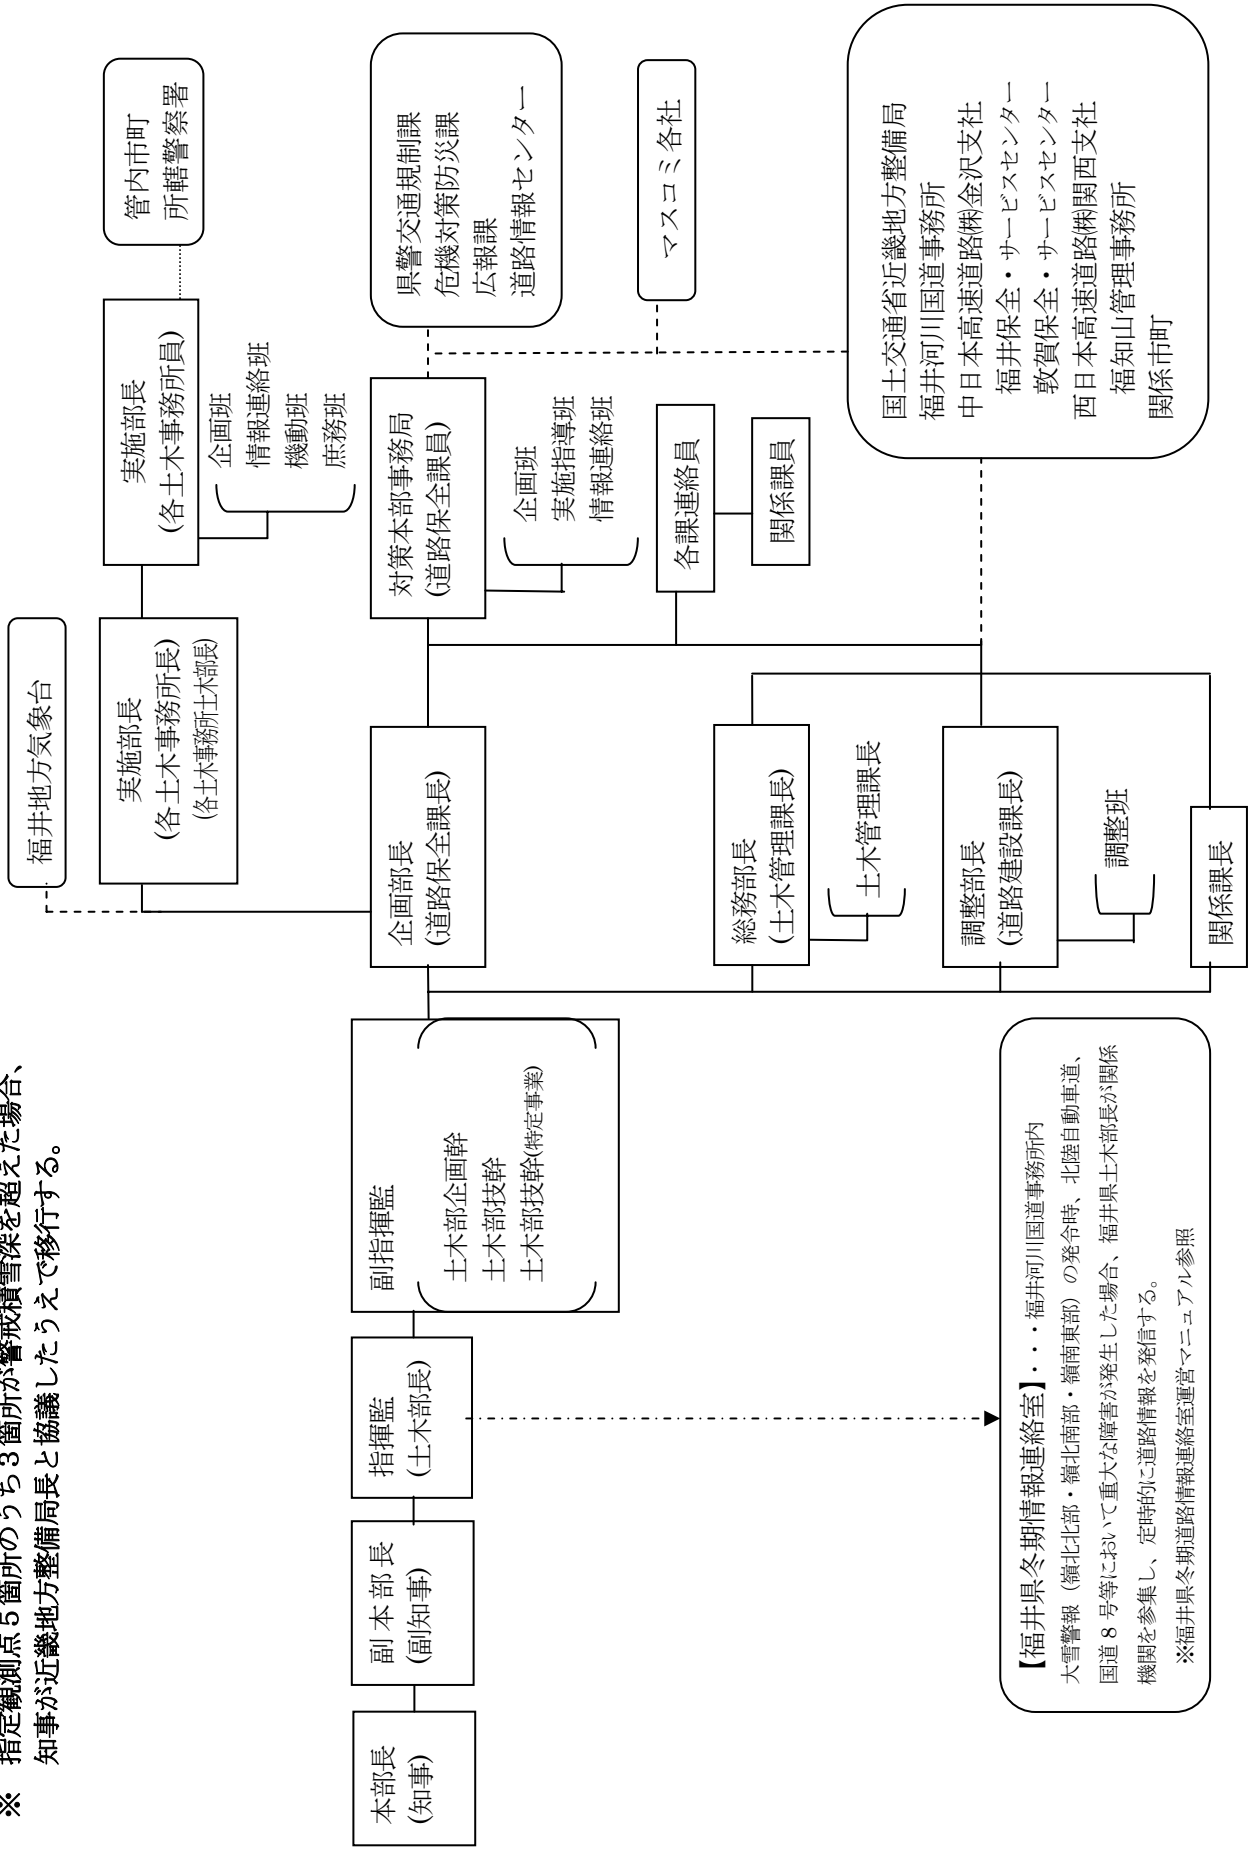 ※　指定観測点５箇所のうち３箇所が警戒積雪深を超えた場合、
知事が近畿地方整備局長と協議したうえで移行する。
本部長
(知事)
副 本 部 長
(副知事)
指揮監
(土木部長)
副指揮監
土木部企画幹
土木部技幹
土木部技幹(特定事業)
福井地方気象台
実施部長
(各土木事務所長)
(各土木事務所土木部長)
実施部長
(各土木事務所員)
企画班
情報連絡班
機動班
庶務班
管内市町
所轄警察署
企画部長
(道路保全課長)
対策本部事務局
(道路保全課員)
企画班
実施指導班
情報連絡班
県警交通規制課
危機対策防災課
広報課
道路情報センター
マスコミ各社
各課連絡員
関係課員
総務部長
(土木管理課長)
土木管理課長
調整部長
(道路建設課長)
調整班
関係課長
国土交通省近畿地方整備局
福井河川国道事務所
中日本高速道路㈱金沢支社
福井保全・サービスセンター
敦賀保全・サービスセンター
西日本高速道路㈱関西支社
福知山管理事務所
関係市町
【福井県冬期情報連絡室】・・・福井河川国道事務所内
大雪警報（嶺北北部・嶺北南部・嶺南東部）の発令時、北陸自動車道、
国道８号等において重大な障害が発生した場合、福井県土木部長が関係
機関を参集し、定時的に道路情報を発信する。
※福井県冬期道路情報連絡室運営マニュアル参照